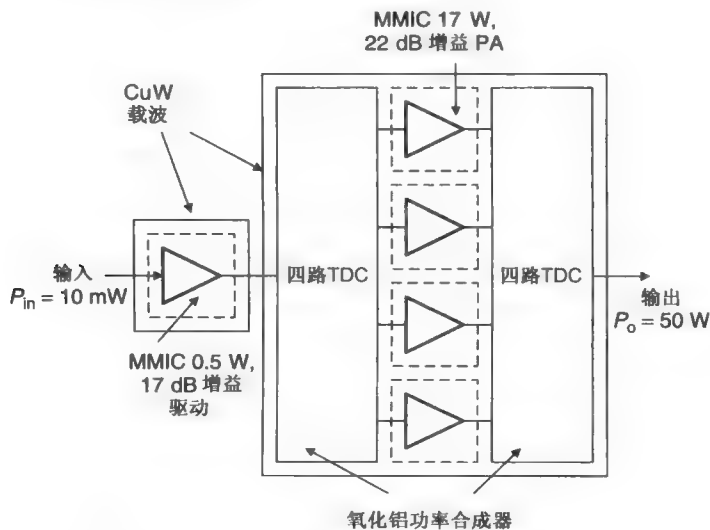 MMIC 17 W,
22 dB 增益 PA
CuW
载波
输入
P_in = 10 mW
MMIC 0.5 W,
17 dB 增益
驱动
四路TDC
四路TDC
输出
P_o = 50 W
氧化铝功率合成器